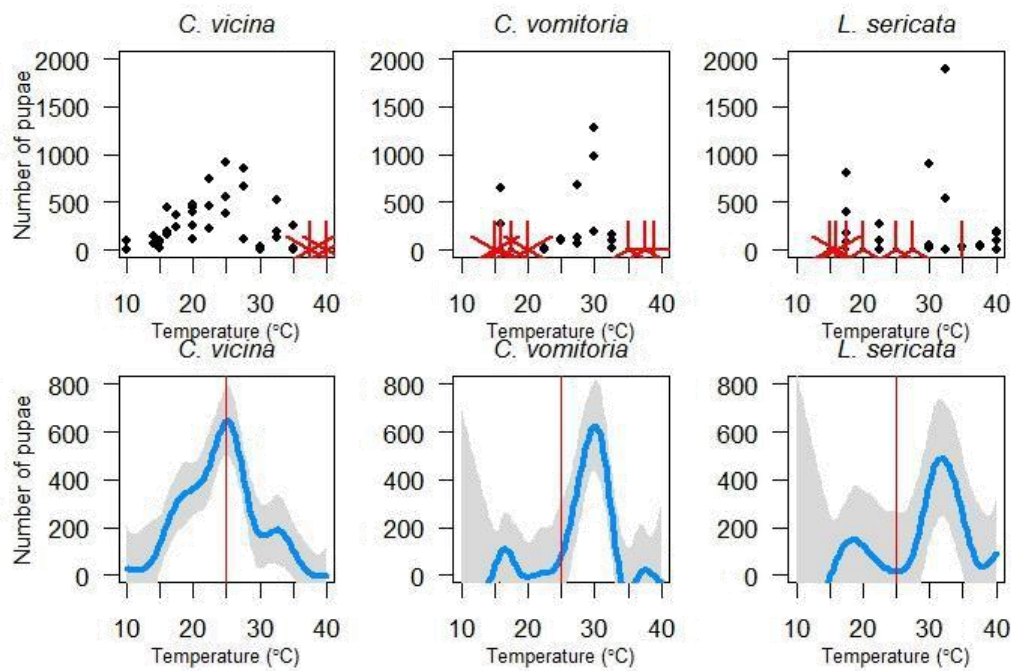 C. vicina C. vomitoria L. sericata
Number of pupae
2000 2000 2000
1500 1500 1500
1000 1000 1000
500 500 500
0 0 0
10 20 30 40 10 20 30 40 10 20 30 40
Temperature (°C) Temperature (°C) Temperature (°C)
C. vicina C. vomitoria L. sericata
Number of pupae
800 800 800
600 600 600
400 400 400
200 200 200
0 0 0
10 20 30 40 10 20 30 40 10 20 30 40
Temperature (°C) Temperature (°C) Temperature (°C)